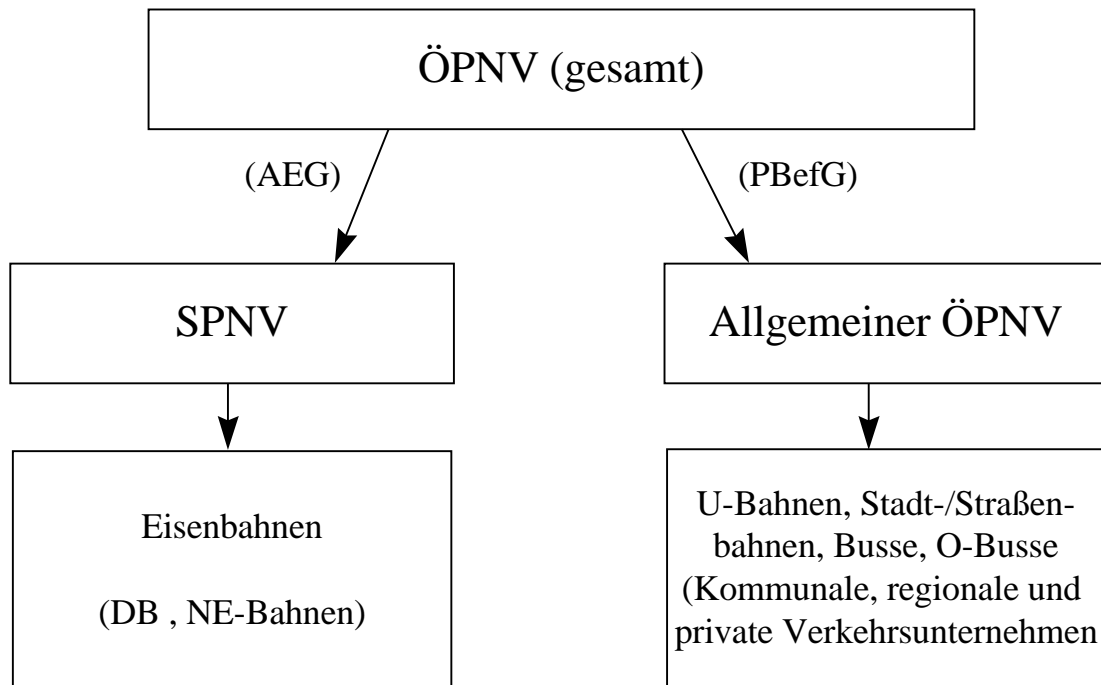 ÖPNV (gesamt)
(AEG)
(PBefG)
SPNV
Allgemeiner ÖPNV
Eisenbahnen
(DB , NE-Bahnen)
U-Bahnen, Stadt-/Straßen-
bahnen, Busse, O-Busse
(Kommunale, regionale und
private Verkehrsunternehmen